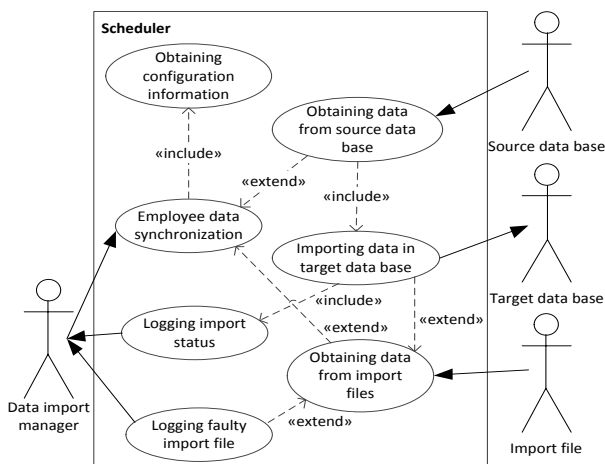 Scheduler
Obtaining
configuration
information
Obtaining data
from source data
base
Source data base
«include»
«extend»
«include»
Employee data
synchronization
Importing data in
target data base
Target data base
«include»
Logging import
status
«extend»
«extend»
Obtaining data
from import
files
Data import
manager
Logging faulty
import file
«extend»
Import file